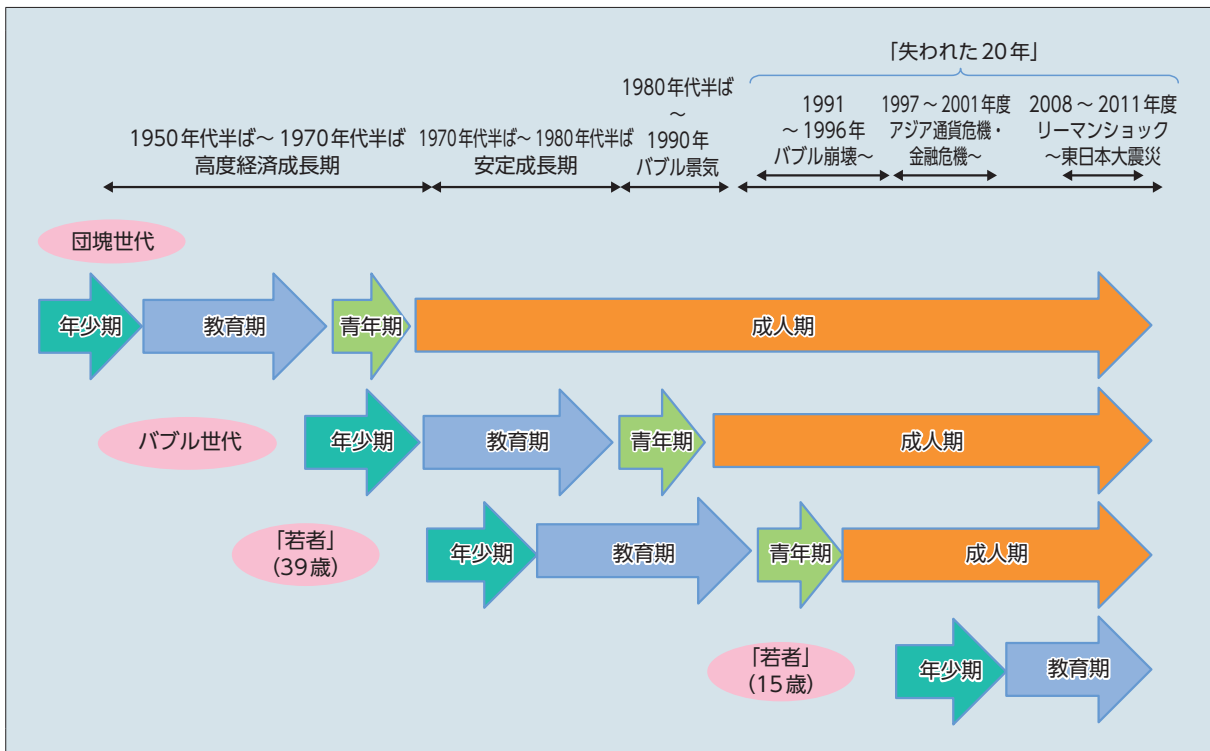 「失われた20年」
1950年代半ば～1970年代半ば
高度経済成長期
1970年代半ば～1980年代半ば
安定成長期
1980年代半ば
～
1990年
バブル景気
1991
～1996年
バブル崩壊～
1997～2001年度
アジア通貨危機・
金融危機～
2008～2011年度
リーマンショック
～東日本大震災
団塊世代
年少期
教育期
青年期
成人期
バブル世代
年少期
教育期
青年期
成人期
「若者」
(39歳)
年少期
教育期
青年期
成人期
「若者」
(15歳)
年少期
教育期